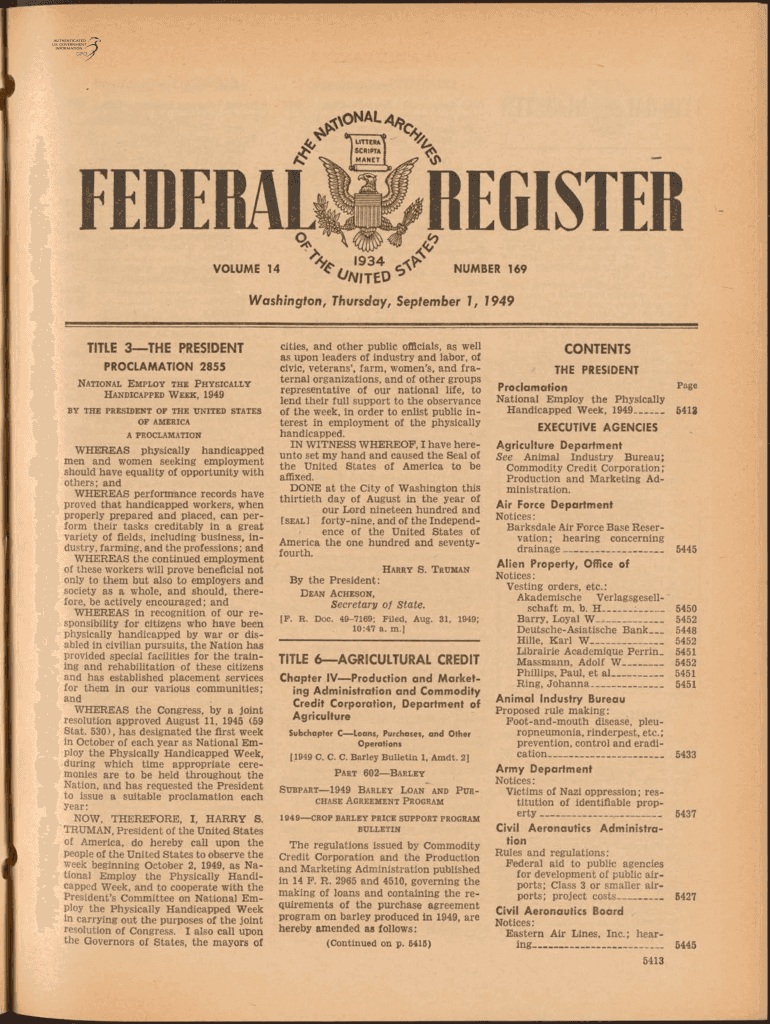 AUTHENTICATED
U.S. GOVERNMENT
INFORMATION
GPO
THE NATIONAL ARCHIVES
LITTERA
SCRIPTA
MANET
FEDERAL REGISTER
OF THE UNITED STATES
1934
VOLUME 14
NUMBER 169
Washington, Thursday, September 1, 1949
TITLE 3—THE PRESIDENT
PROCLAMATION 2855
NATIONAL EMPLOY THE PHYSICALLY
HANDICAPPED WEEK, 1949
BY THE PRESIDENT OF THE UNITED STATES
OF AMERICA
A PROCLAMATION
WHEREAS physically handicapped
men and women seeking employment
should have equality of opportunity with
others; and
WHEREAS performance records have
proved that handicapped workers, when
properly prepared and placed, can per-
form their tasks creditably in a great
variety of fields, including business, in-
dustry, farming, and the professions; and
WHEREAS the continued employment
of these workers will prove beneficial not
only to them but also to employers and
society as a whole, and should, there-
fore, be actively encouraged; and
WHEREAS in recognition of our re-
sponsibility for citizens who have been
physically handicapped by war or dis-
abled in civilian pursuits, the Nation has
provided special facilities for the train-
ing and rehabilitation of these citizens
and has established placement services
for them in our various communities;
and
WHEREAS the Congress, by a joint
resolution approved August 11, 1945 (59
Stat. 530), has designated the first week
in October of each year as National Em-
ploy the Physically Handicapped Week,
during which time appropriate cere-
monies are to be held throughout the
Nation, and has requested the President
to issue a suitable proclamation each
year:
NOW, THEREFORE, I, HARRY S.
TRUMAN, President of the United States
of America, do hereby call upon the
people of the United States to observe the
week beginning October 2, 1949, as Na-
tional Employ the Physically Handi-
capped Week, and to cooperate with the
President's Committee on National Em-
ploy the Physically Handicapped Week
in carrying out the purposes of the joint
resolution of Congress. I also call upon
the Governors of States, the mayors of
cities, and other public officials, as well
as upon leaders of industry and labor, of
civic, veterans', farm, women's, and fra-
ternal organizations, and of other groups
representative of our national life, to
lend their full support to the observance
of the week, in order to enlist public in-
terest in employment of the physically
handicapped.
IN WITNESS WHEREOF, I have here-
unto set my hand and caused the Seal of
the United States of America to be
affixed.
DONE at the City of Washington this
thirtieth day of August in the year of
our Lord nineteen hundred and
[SEAL] forty-nine, and of the Independ-
ence of the United States of
America the one hundred and seventy-
fourth.
HARRY S. TRUMAN
By the President:
DEAN ACHESON,
Secretary of State.
[F. R. Doc. 49-7169; Filed, Aug. 31, 1949;
10:47 a. m.]
TITLE 6—AGRICULTURAL CREDIT
Chapter IV—Production and Market-
ing Administration and Commodity
Credit Corporation, Department of
Agriculture
Subchapter C—Loans, Purchases, and Other
Operations
[1949 C. C. C. Barley Bulletin 1, Amdt. 2]
PART 602—BARLEY
SUBPART—1949 BARLEY LOAN AND PUR-
CHASE AGREEMENT PROGRAM
1949—CROP BARLEY PRICE SUPPORT PROGRAM
BULLETIN
The regulations issued by Commodity
Credit Corporation and the Production
and Marketing Administration published
in 14 F. R. 2965 and 4510, governing the
making of loans and containing the re-
quirements of the purchase agreement
program on barley produced in 1949, are
hereby amended as follows:
(Continued on p. 5415)
CONTENTS
THE PRESIDENT
Proclamation Page
National Employ the Physically
Handicapped Week, 1949 5413
EXECUTIVE AGENCIES
Agriculture Department
See Animal Industry Bureau;
Commodity Credit Corporation;
Production and Marketing Ad-
ministration.
Air Force Department
Notices:
Barksdale Air Force Base Reser-
vation; hearing concerning
drainage 5445
Alien Property, Office of
Notices:
Vesting orders, etc.:
Akademische Verlagsgesell-
schaft m. b. H 5450
Barry, Loyal W 5452
Deutsche-Asiatische Bank 5448
Hille, Karl W 5452
Librairie Academique Perrin 5451
Massmann, Adolf W 5452
Phillips, Paul, et al 5451
Ring, Johanna 5451
Animal Industry Bureau
Proposed rule making:
Foot-and-mouth disease, pleu-
ropneumonia, rinderpest, etc.;
prevention, control and eradi-
cation 5433
Army Department
Notices:
Victims of Nazi oppression; res-
titution of identifiable prop-
erty 5437
Civil Aeronautics Administra-
tion
Rules and regulations:
Federal aid to public agencies
for development of public air-
ports; Class 3 or smaller air-
ports; project costs 5427
Civil Aeronautics Board
Notices:
Eastern Air Lines, Inc.; hear-
ing 5445
5413